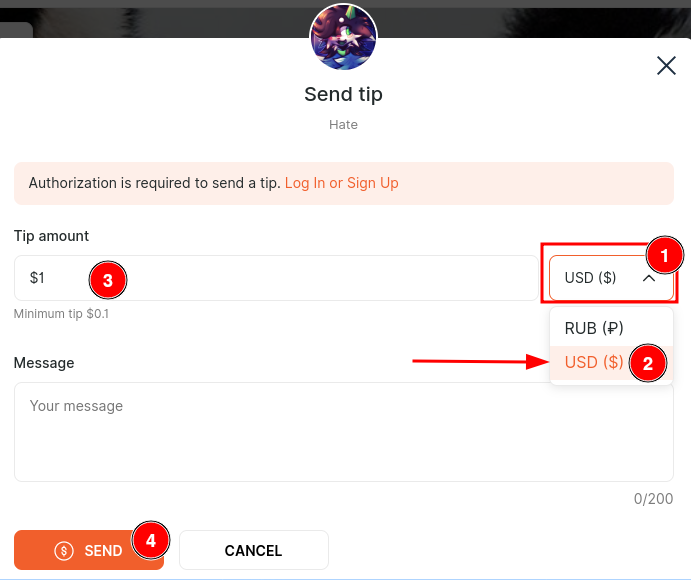 Send tip
Hate
Authorization is required to send a tip. Log In or Sign Up
Tip amount
$1
3
USD ($)
1
Minimum tip $0.1
RUB (₽)
USD ($)
2
Message
Your message
0/200
$ SEND
4
CANCEL